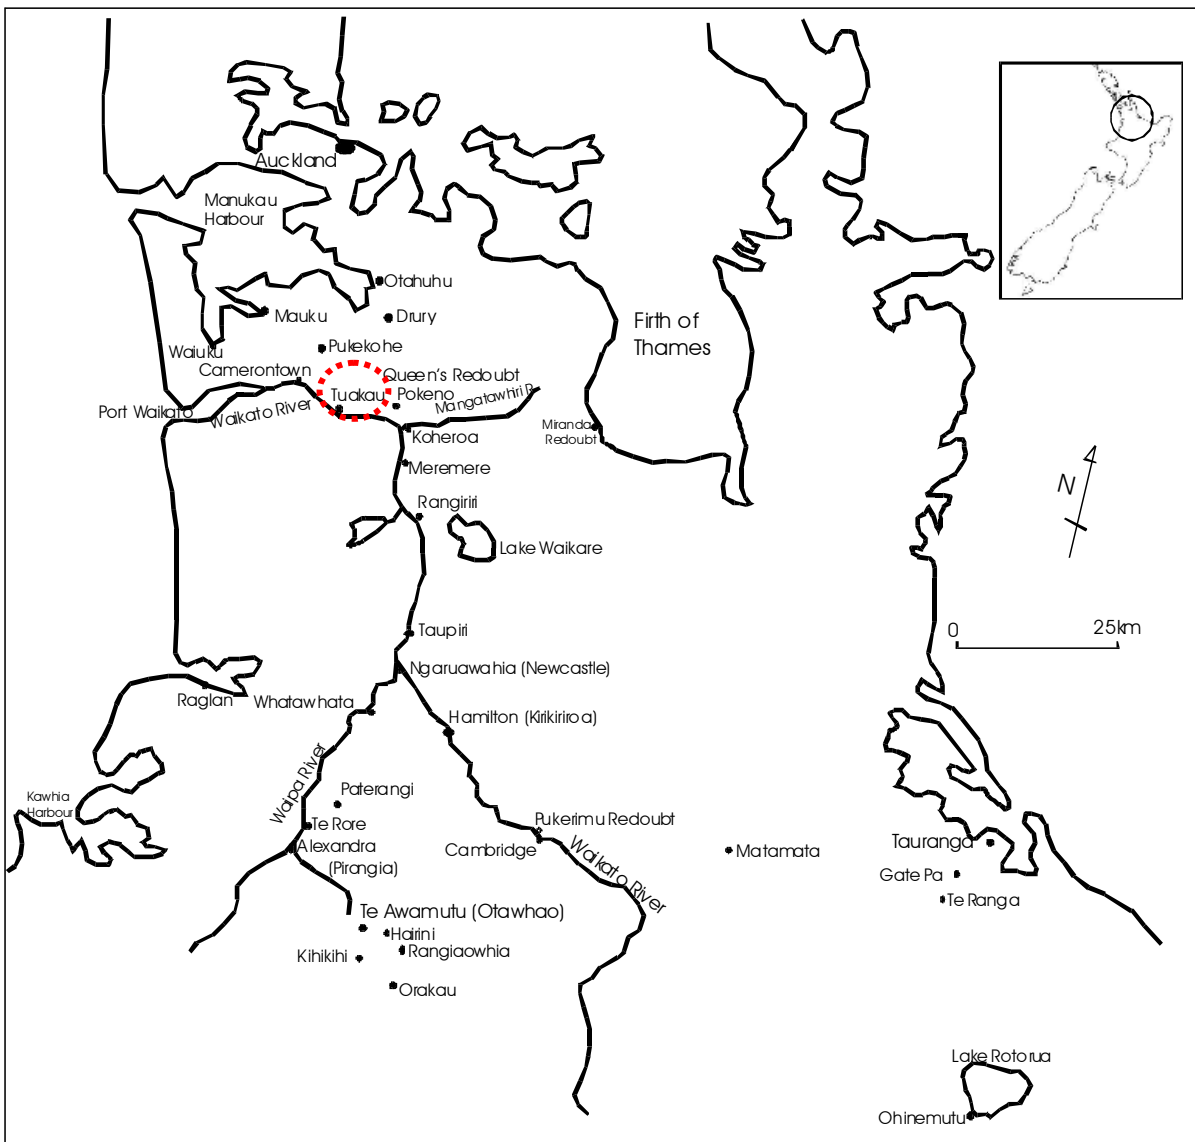 Auckland
Manukau
Harbour
Otahuhu
Mauku
Drury
Firth of
Thames
Pukekohe
Waiuku
Camerontown
Queen's Redoubt
Tuakau
Pokeno
Mangatawhiri R.
Port Waikato
Waikato River
Miranda
Redoubt
Koheroa
Meremere
N
Rangiriri
Lake Waikare
0
25km
Taupiri
Ngaruawahia (Newcastle)
Raglan
Whatawhata
Hamilton (Kirikiriroa)
Waipa River
Paterangi
Kawhia
Harbour
Te Rore
Pukerimu Redoubt
Alexandra
(Pirangia)
Cambridge
Waikato River
Matamata
Tauranga
Gate Pa
Te Ranga
Te Awamutu (Otawhao)
Hairini
Kihikihi
Rangiaowhia
Orakau
Lake Rotorua
Ohinemutu